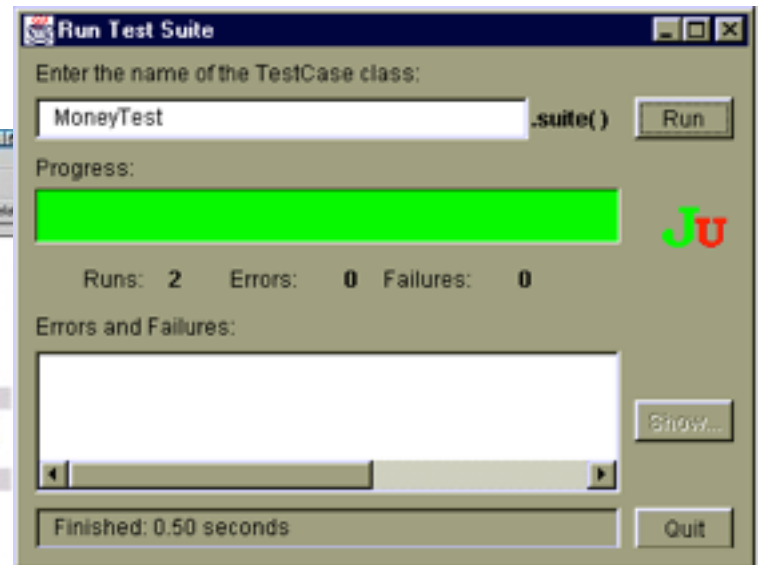 Run Test Suite
Enter the name of the TestCase class:
MoneyTest .suite() Run
Progress:
JU
Runs: 2 Errors: 0 Failures: 0
Errors and Failures:
Show...
Finished: 0.50 seconds Quit